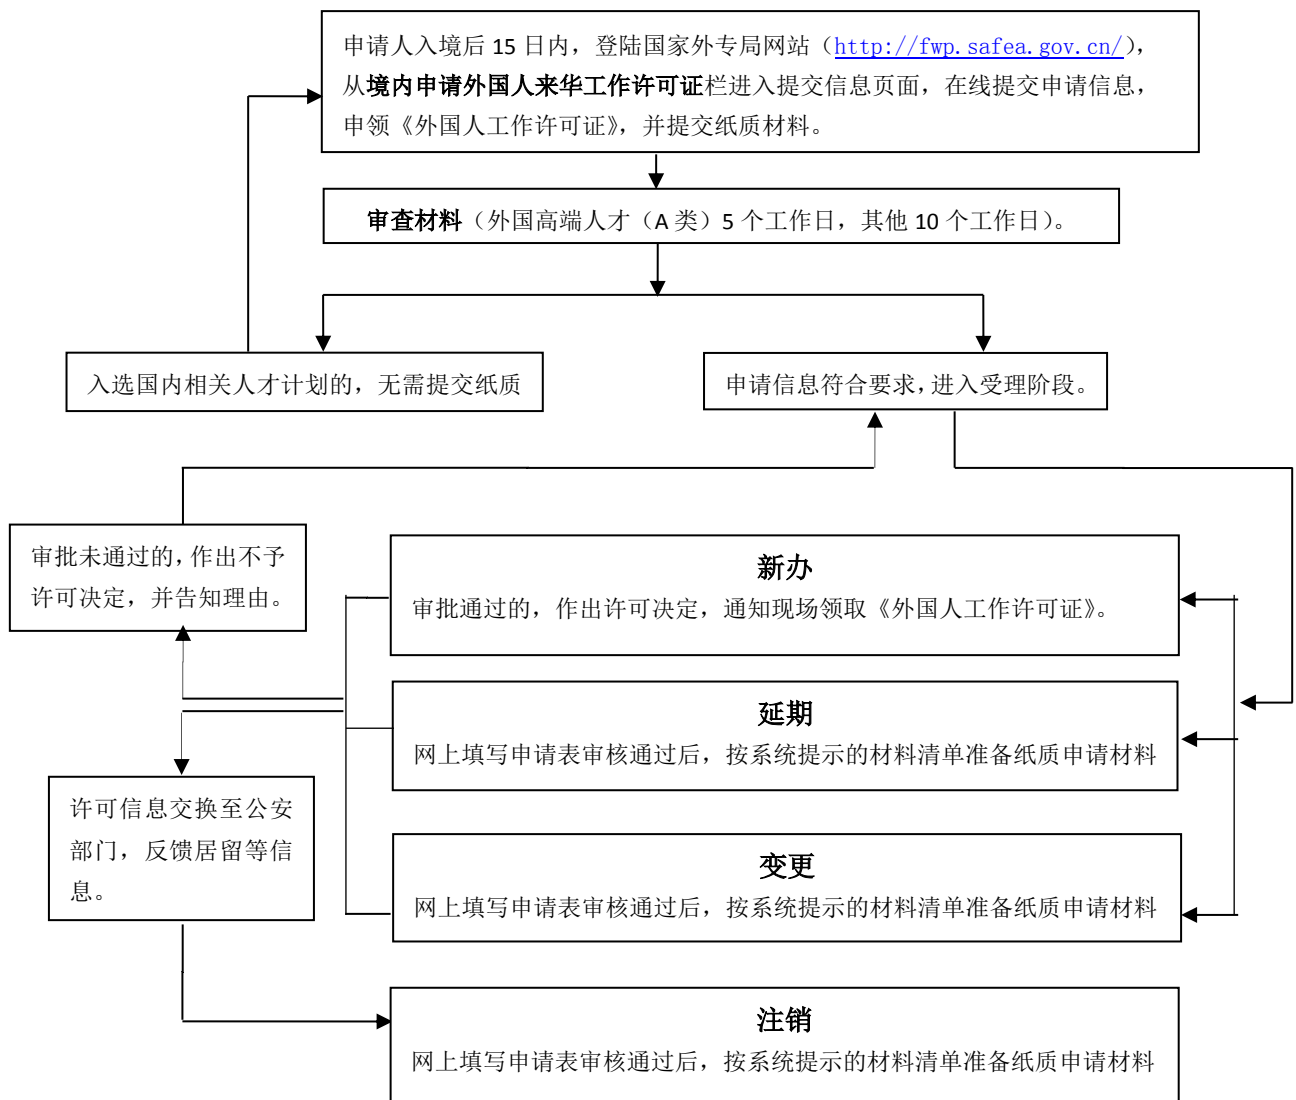 申请人入境后 15 日内，登陆国家外专局网站（http://fwp.safea.gov.cn/），
从境内申请外国人来华工作许可证栏进入提交信息页面，在线提交申请信息，
申领《外国人工作许可证》，并提交纸质材料。
审查材料（外国高端人才（A 类）5 个工作日，其他 10 个工作日）。
入选国内相关人才计划的，无需提交纸质
申请信息符合要求，进入受理阶段。
审批未通过的，作出不予
许可决定，并告知理由。
新办
审批通过的，作出许可决定，通知现场领取《外国人工作许可证》。
延期
网上填写申请表审核通过后，按系统提示的材料清单准备纸质申请材料
许可信息交换至公安
部门，反馈居留等信
息。
变更
网上填写申请表审核通过后，按系统提示的材料清单准备纸质申请材料
注销
网上填写申请表审核通过后，按系统提示的材料清单准备纸质申请材料